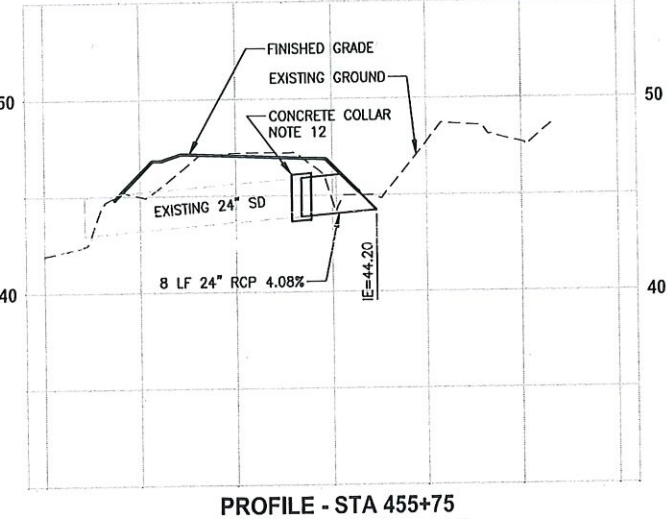 FINISHED GRADE
EXISTING GROUND
50
50
CONCRETE COLLAR
NOTE 12
EXISTING 24" SD
8 LF 24" RCP 4.08%
IE=44.20
40
40
PROFILE - STA 455+75